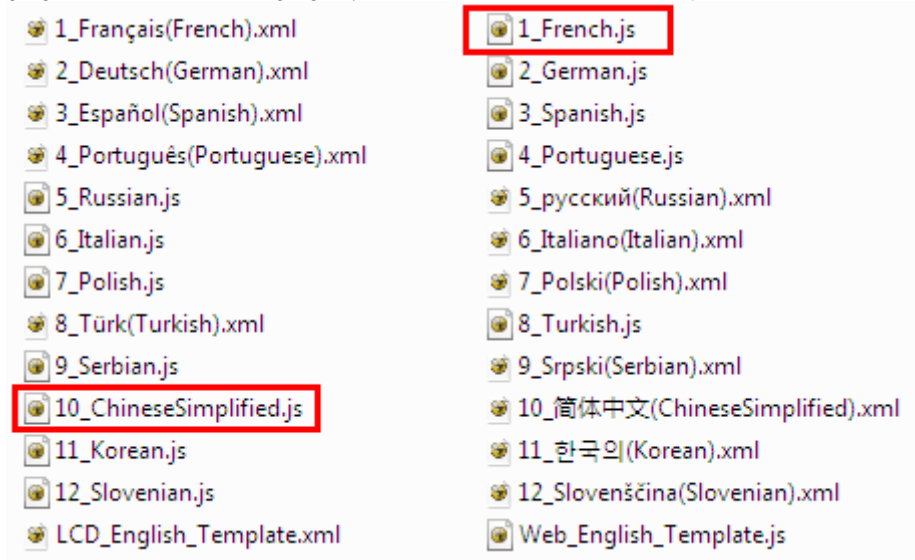 1_Français(French).xml
1_French.js
2_Deutsch(German).xml
2_German.js
3_Español(Spanish).xml
3_Spanish.js
4_Português(Portuguese).xml
4_Portuguese.js
5_Russian.js
5_русский(Russian).xml
6_Italian.js
6_Italiano(Italian).xml
7_Polish.js
7_Polski(Polish).xml
8_Türk(Turkish).xml
8_Turkish.js
9_Serbian.js
9_Srpski(Serbian).xml
10_ChineseSimplified.js
10_简体中文(ChineseSimplified).xml
11_Korean.js
11_한국의(Korean).xml
12_Slovenian.js
12_Slovenščina(Slovenian).xml
LCD_English_Template.xml
Web_English_Template.js